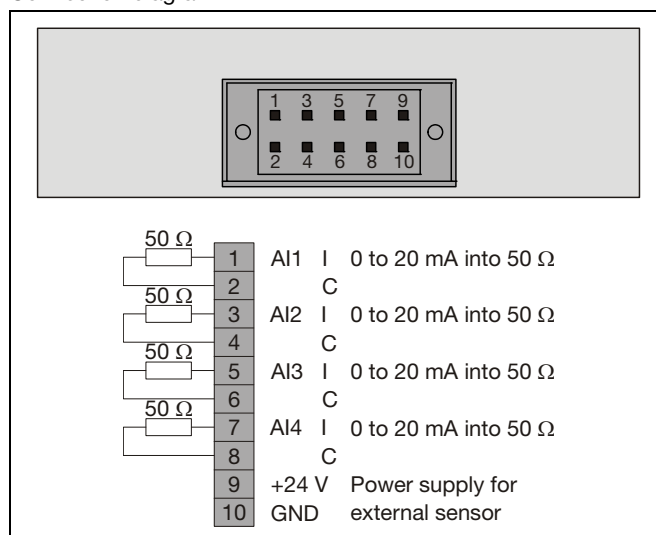 1 3 5 7 9
2 4 6 8 10
50 Ω
1 AI1 I 0 to 20 mA into 50 Ω
2 C
50 Ω
3 AI2 I 0 to 20 mA into 50 Ω
4 C
50 Ω
5 AI3 I 0 to 20 mA into 50 Ω
6 C
50 Ω
7 AI4 I 0 to 20 mA into 50 Ω
8 C
9 +24 V Power supply for
10 GND external sensor